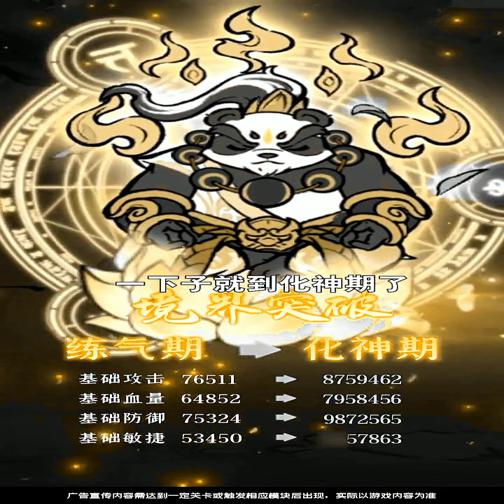 一下子就到化神期了
境界突破
练气期 化神期
基础攻击 76511 8759462
基础血量 64852 7958456
基础防御 75324 9872565
基础敏捷 53450 57863
广告宣传内容需达到一定关卡或触发相应模块后出现,实际以游戏内容为准